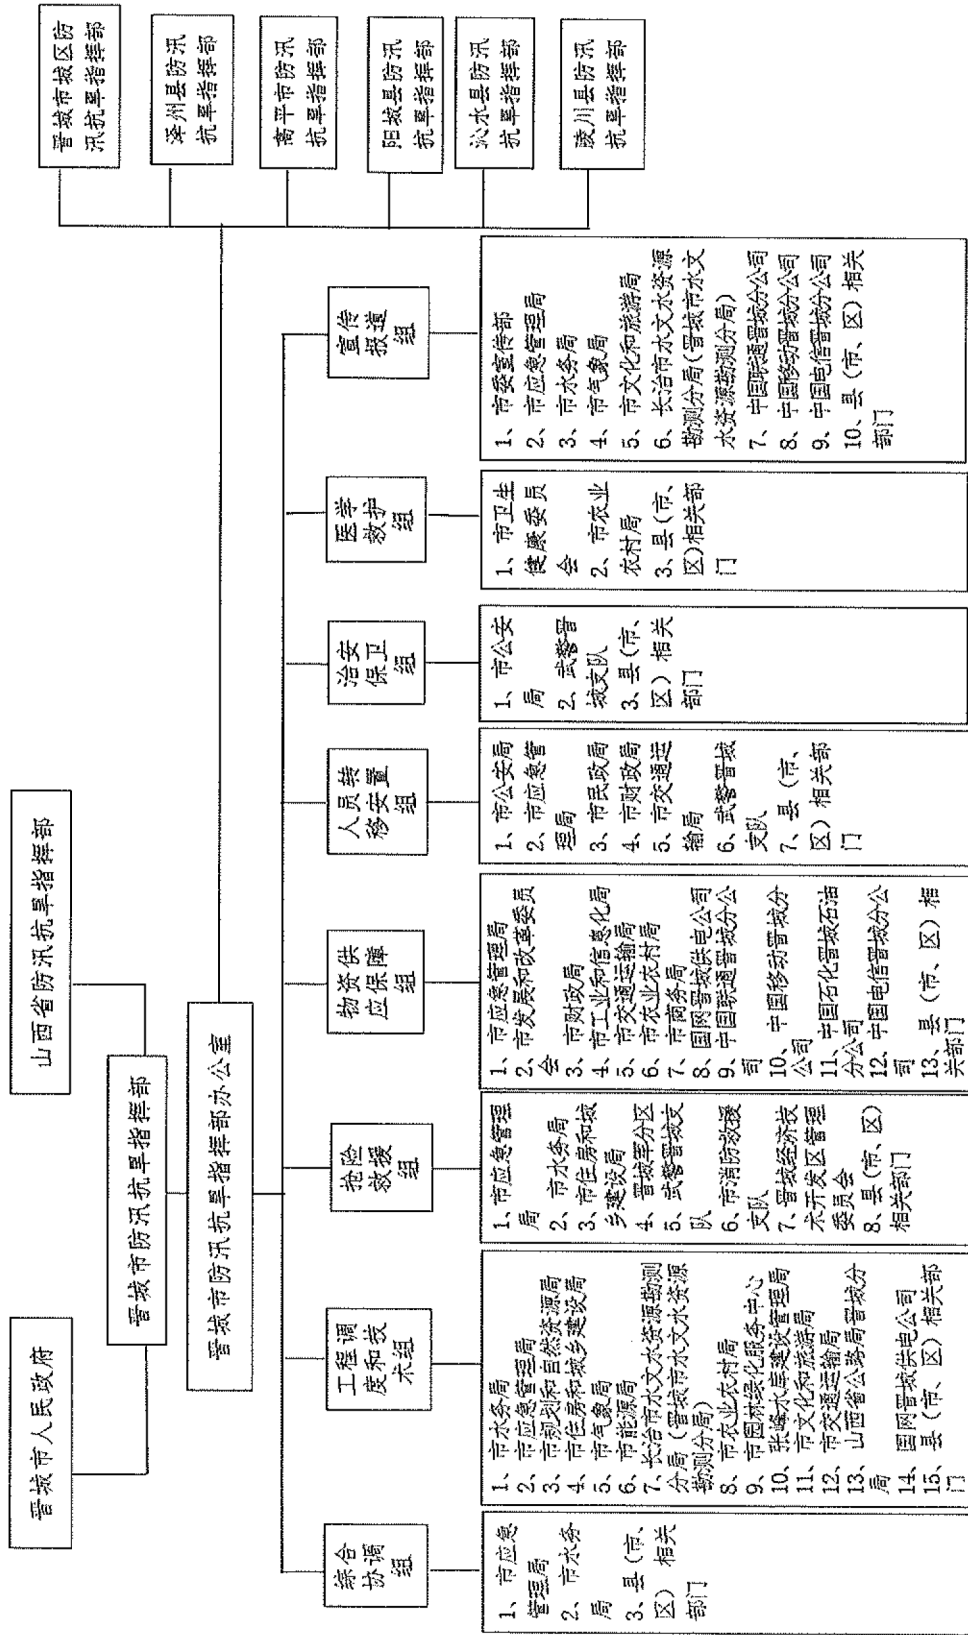 晋城市人民政府
山西省防汛抗旱指挥部
晋城市防汛抗旱指挥部
晋城市防汛抗旱指挥部办公室
综合
协调
组
1、市应急
管理局
2、市水务
局
3、县(市、
区) 相关
部门
工程调
度和技
术组
1、市水务局
2、市应急管理局
3、市规划和自然资源局
4、市住房和城乡建设局
5、市气象局
6、市能源局
7、长治市水文水资源勘测
分局(晋城市水文水资源
勘测分局)
8、市农业农村局
9、市园林绿化服务中心
10、张峰水库建设管理局
11、市文化和旅游局
12、市交通运输局
13、山西省公路局晋城分
局
14、国网晋城供电公司
15、县(市、区)相关部
门
抢险
救援
组
1、市应急管理
局
2、市水务局
3、市住房和城
乡建设局
4、晋城军分区
5、武警晋城支
队
6、市消防救援
支队
7、晋城经济技
术开发区管理
委员会
8、县(市、区)
相关部门
物资供
应保障
组
1、市应急管理局
2、市发展和改革委员
会
3、市财政局
4、市工业和信息化局
5、市交通运输局
6、市农业农村局
7、市商务局
8、国网晋城供电公司
9、中国联通晋城分公
司
10、中国移动晋城分
公司
11、中国石化晋城石油
分公司
12、中国电信晋城分公
司
13、县(市、区)相
关部门
人员转
移安置
组
1、市公安局
2、市应急管
理局
3、市民政局
4、市财政局
5、市交通运
输局
6、武警晋城
支队
7、县(市、
区)相关部
门
治安
保卫
组
1、市公安
局
2、武警晋
城支队
3、县(市、
区) 相关
部门
医学
救护
组
1、市卫生
健康委员
会
2、市农业
农村局
3、县(市、
区)相关部
门
宣传
报道
组
1、市委宣传部
2、市应急管理局
3、市水务局
4、市气象局
5、市文化和旅游局
6、长治市水文水资源
勘测分局(晋城市水文
水资源勘测分局)
7、中国联通晋城分公司
8、中国移动晋城分公司
9、中国电信晋城分公司
10、县(市、区)相关
部门
晋城市城区防
汛抗旱指挥部
泽州县防汛
抗旱指挥部
高平市防汛
抗旱指挥部
阳城县防汛
抗旱指挥部
沁水县防汛
抗旱指挥部
陵川县防汛
抗旱指挥部